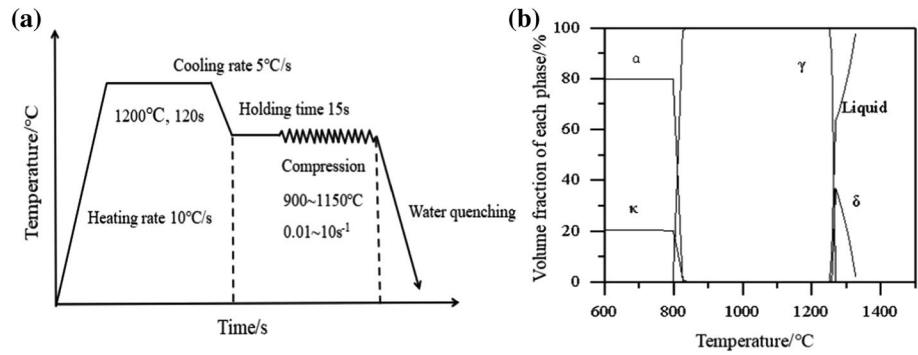 (a)
Temperature/°C
Cooling rate 5°C/s
1200°C, 120s
Holding time 15s
Compression
900~1150°C
0.01~10s⁻¹
Heating rate 10°C/s
Water quenching
Time/s
(b)
Volume fraction of each phase/%
100
80
60
40
20
0
α
γ
Liquid
κ
δ
600
800
1000
1200
1400
Temperature/°C